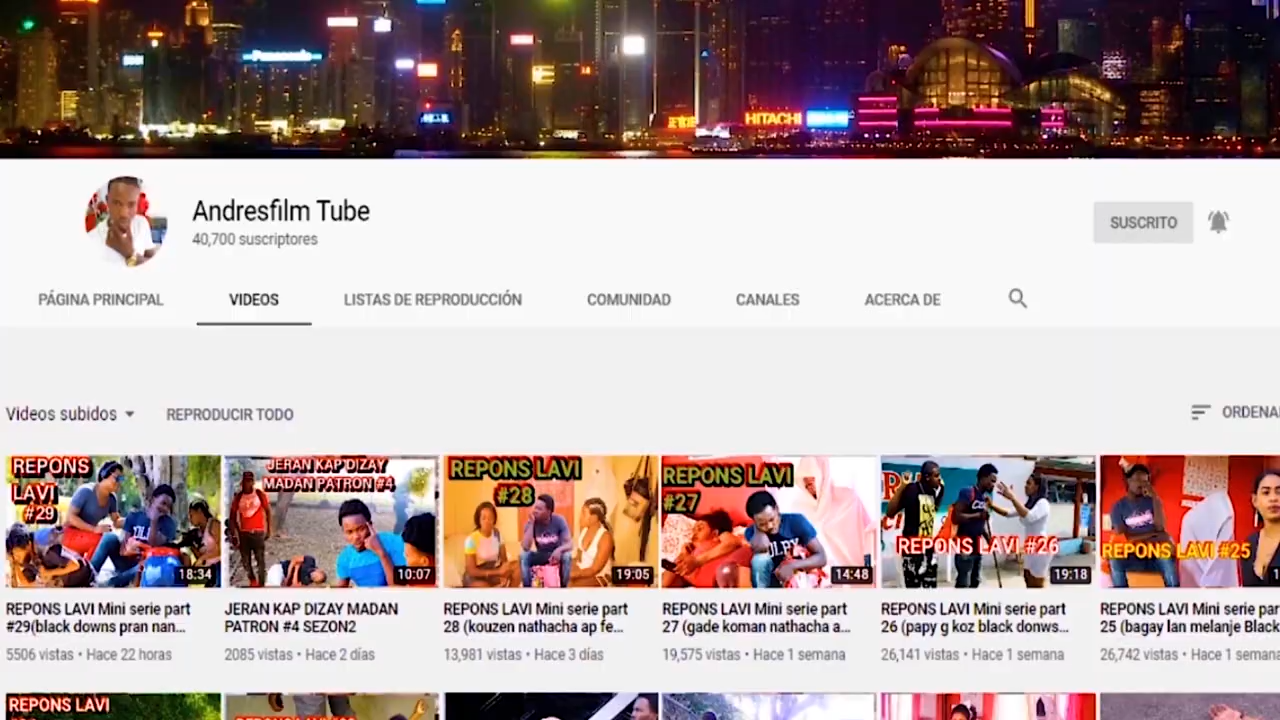 Panasonic
HITACHI
Andresfilm Tube
40,700 suscriptores
SUSCRITO
PÁGINA PRINCIPAL VIDEOS LISTAS DE REPRODUCCIÓN COMUNIDAD CANALES ACERCA DE
Videos subidos REPRODUCIR TODO
REPONS
LAVI
#29
18:34
JERAN KAP DIZAY
MADAN PATRON #4
10:07
REPONS LAVI
#28
19:05
REPONS LAVI
#27
14:48
REPONS LAVI #26
19:18
REPONS LAVI #25
REPONS LAVI Mini serie part
#29(black downs pran nan...
5506 vistas • Hace 22 horas
JERAN KAP DIZAY MADAN
PATRON #4 SEZON2
2085 vistas • Hace 2 días
REPONS LAVI Mini serie part
28 (kouzen nathacha ap fe...
13,981 vistas • Hace 3 días
REPONS LAVI Mini serie part
27 (gade koman nathacha a...
19,575 vistas • Hace 1 semana
REPONS LAVI Mini serie part
26 (papy g koz black donws...
26,141 vistas • Hace 1 semana
REPONS LAVI Mini serie
25 (bagay lan melanje Black
26,742 vistas • Hace 1 semana
REPONS LAVI